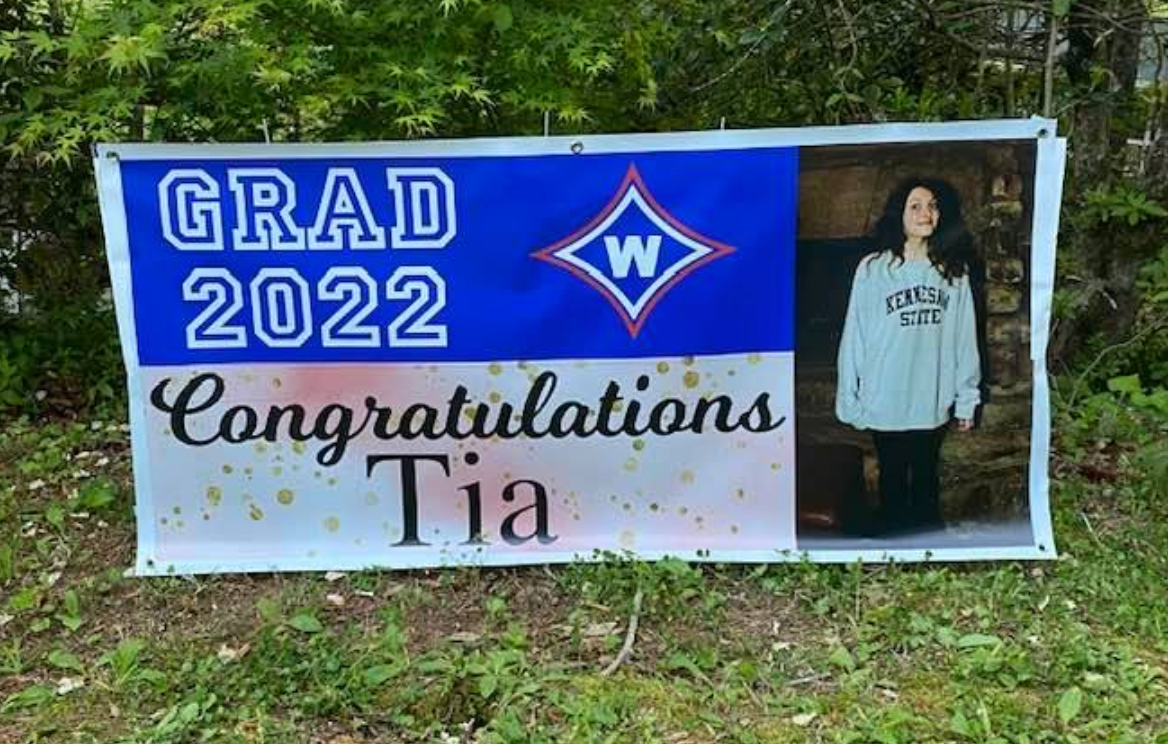 GRAD
2022
W
Congratulations
Tia
KENNESAW
STATE